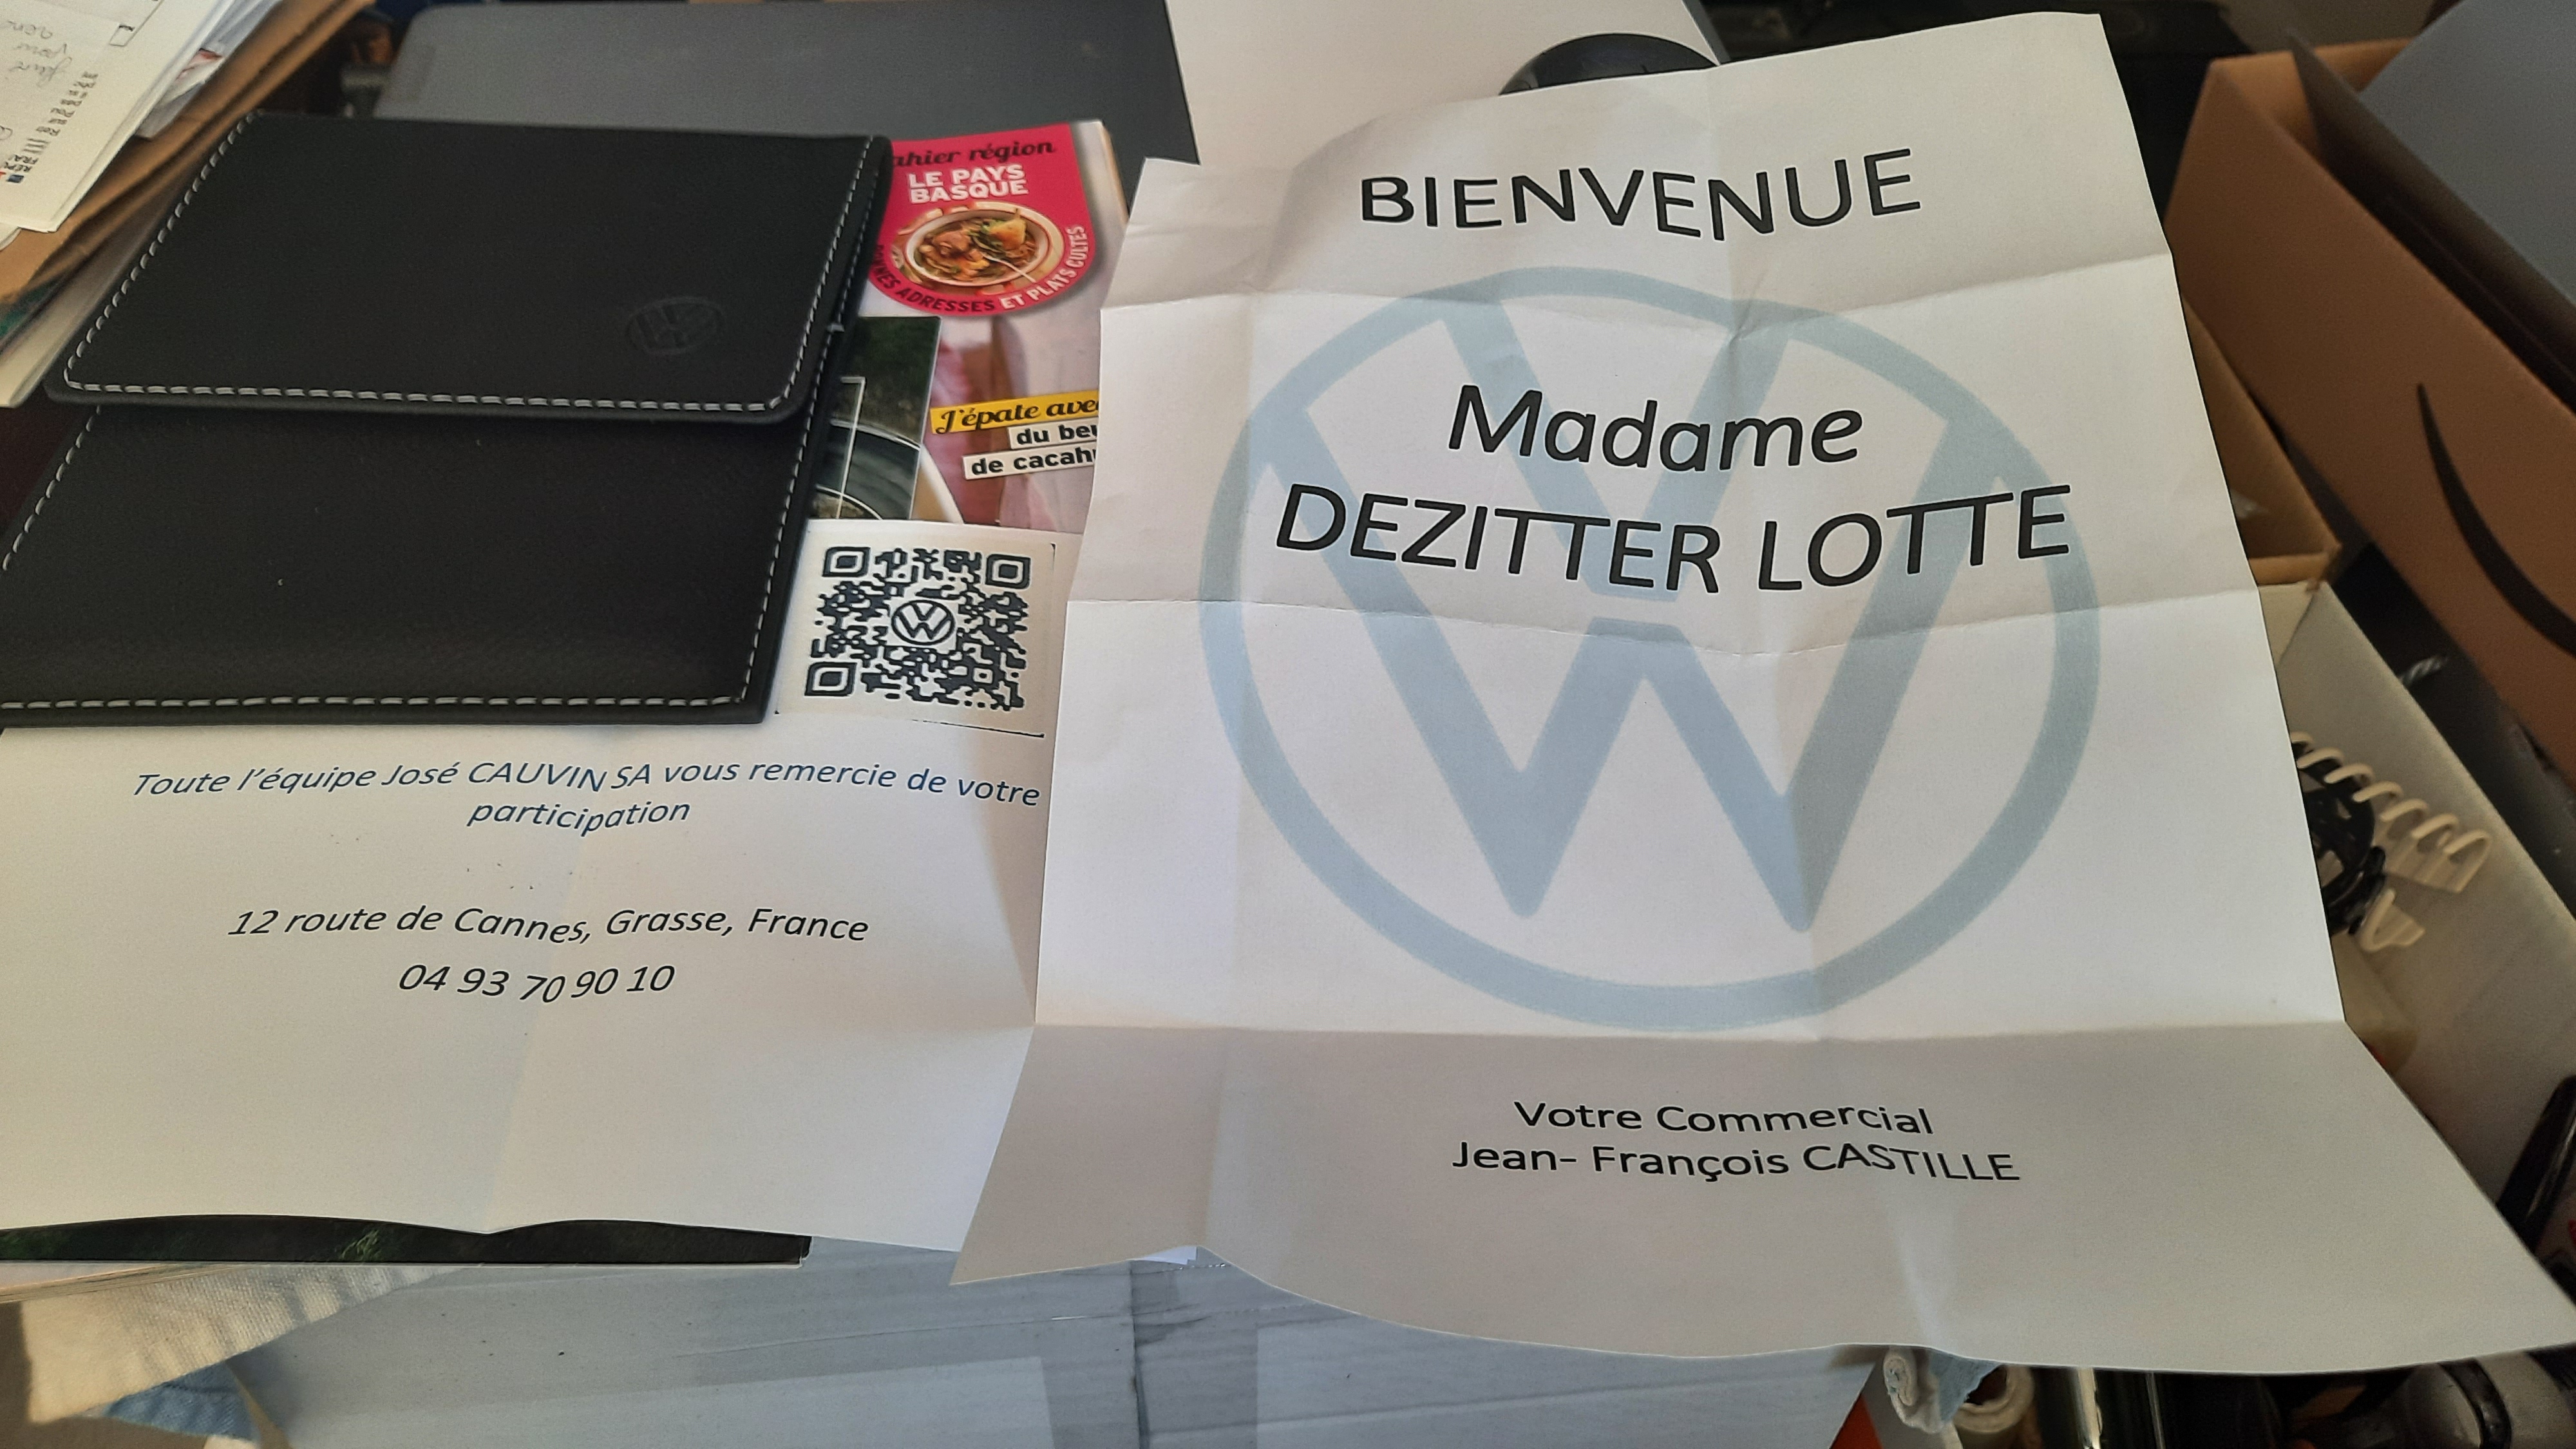 BIENVENUE
Madame
DEZITTER LOTTE
Votre Commercial
Jean- François CASTILLE
ahier région
LE PAYS
BASQUE
ADRESSES ET PLATS CULTES
J'épate ave
du beu
de cacah
Toute l'équipe José CAUVIN SA vous remercie de votre
participation
12 route de Cannes, Grasse, France
04 93 70 90 10